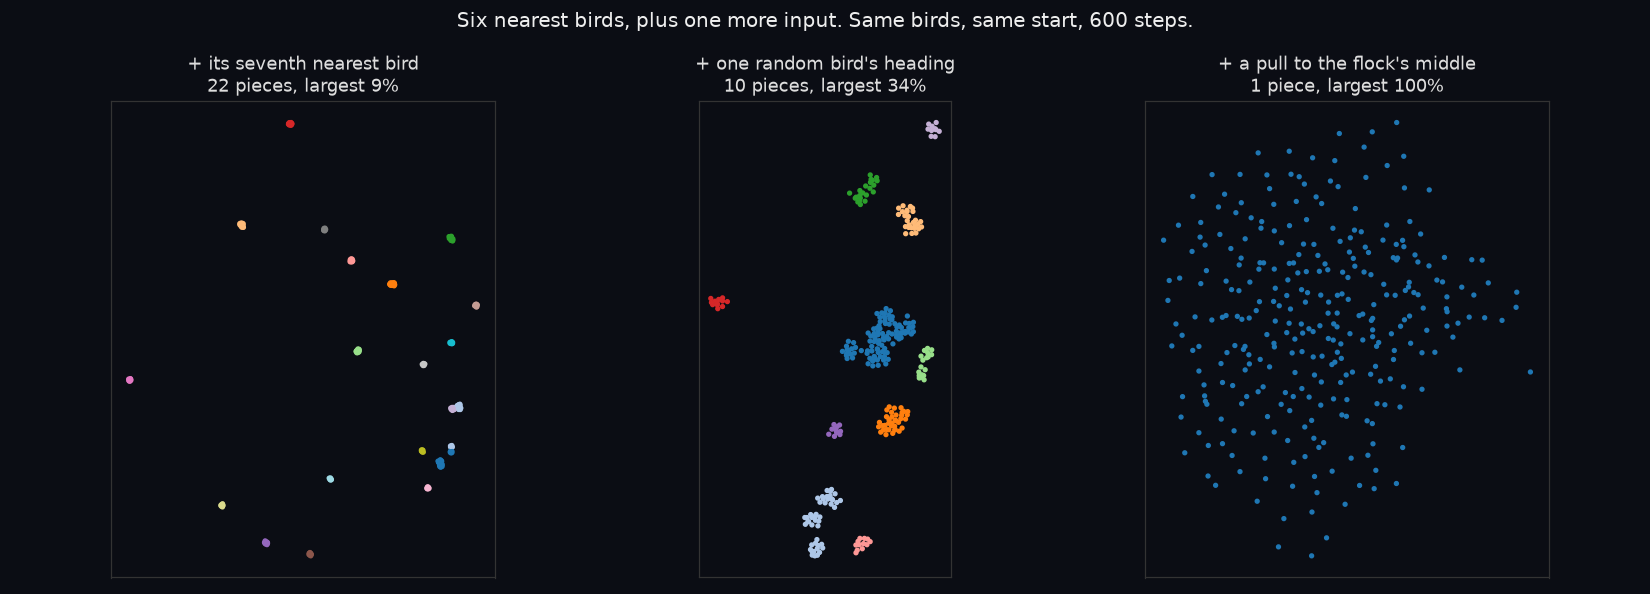 Six nearest birds, plus one more input. Same birds, same start, 600 steps.
+ its seventh nearest bird
22 pieces, largest 9%
+ one random bird's heading
10 pieces, largest 34%
+ a pull to the flock's middle
1 piece, largest 100%